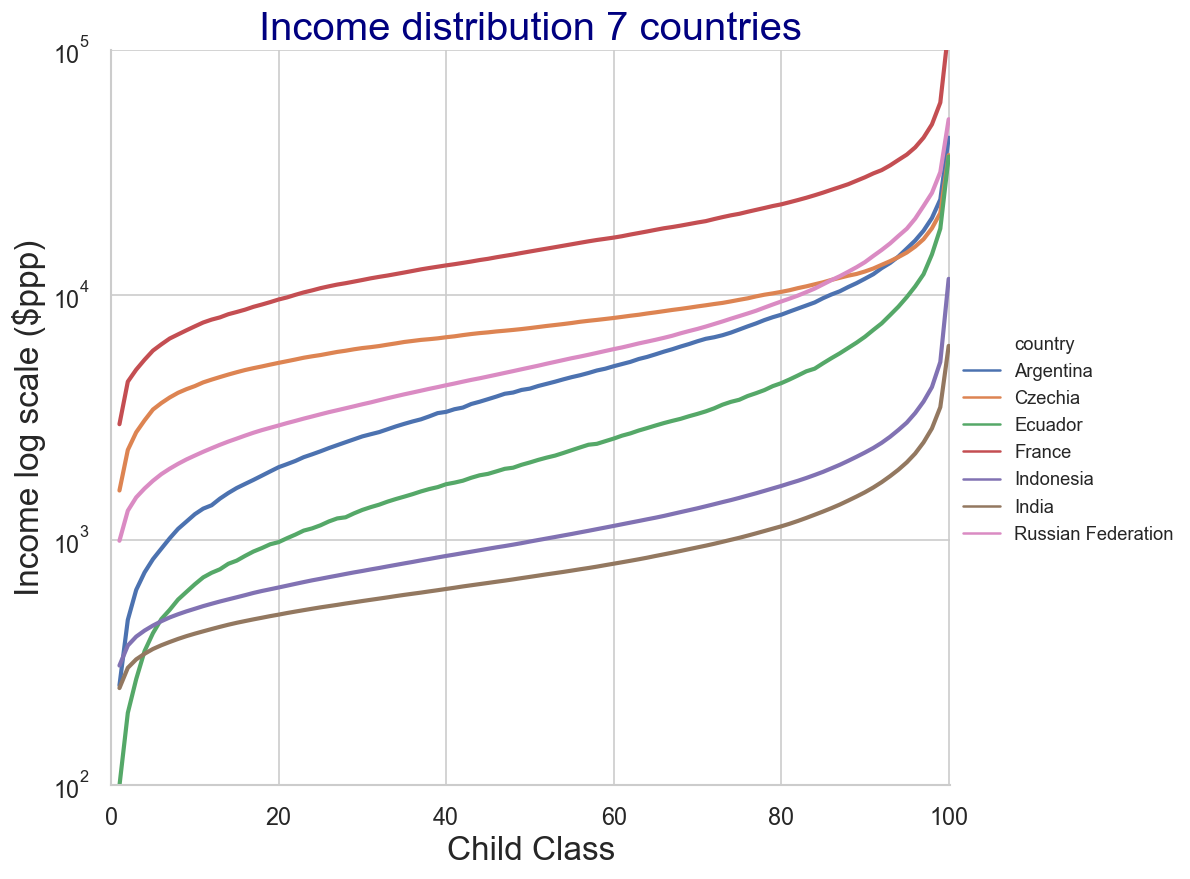 Income distribution 7 countries
Income log scale ($ppp)
10^5
10^4
10^3
10^2
0 20 40 60 80 100
Child Class
country
Argentina
Czechia
Ecuador
France
Indonesia
India
Russian Federation